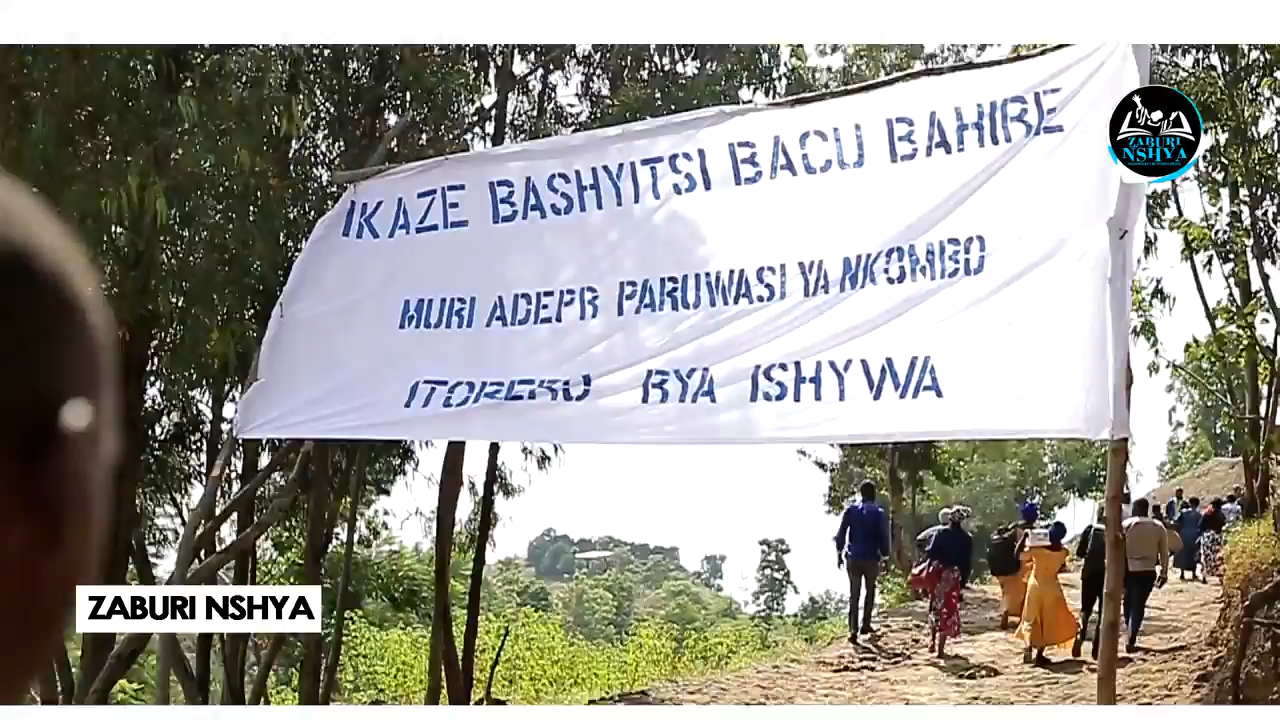 IKAZE BASHYITSI BACU BAHIRE
MURI ADEPR PARUWASI YA NKOMBO
ITORERO RYA ISHYWA
ZABURI NSHYA
ZABURI NSHYA